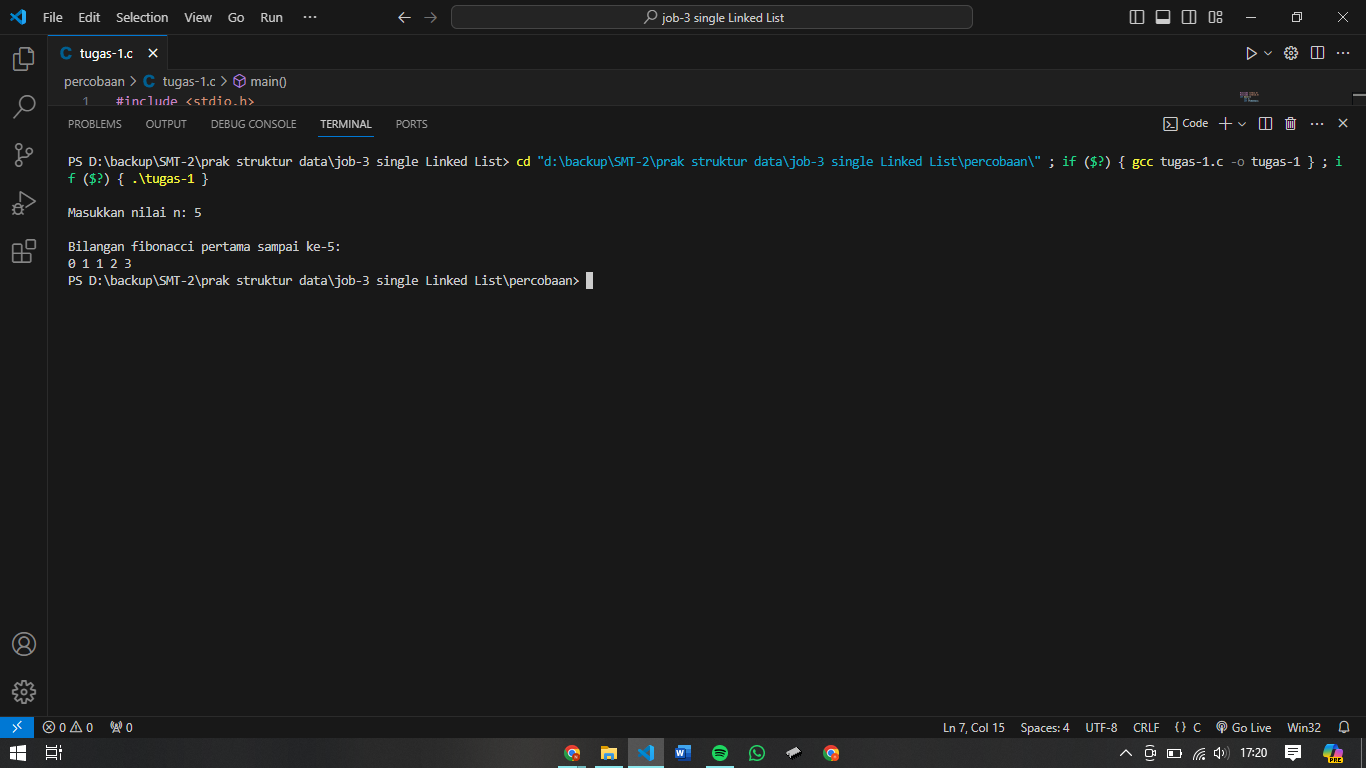 File Edit Selection View Go Run ··· job-3 single Linked List
C tugas-1.c
percobaan > C tugas-1.c > main()
1 #include <stdio.h>
PROBLEMS OUTPUT DEBUG CONSOLE TERMINAL PORTS Code
PS D:\backup\SMT-2\prak struktur data\job-3 single Linked List> cd "d:\backup\SMT-2\prak struktur data\job-3 single Linked List\percobaan\" ; if ($?) { gcc tugas-1.c -o tugas-1 } ; i
f ($?) { .\tugas-1 }
Masukkan nilai n: 5
Bilangan fibonacci pertama sampai ke-5:
0 1 1 2 3
PS D:\backup\SMT-2\prak struktur data\job-3 single Linked List\percobaan>
0 0 0 Ln 7, Col 15 Spaces: 4 UTF-8 CRLF {} C Go Live Win32
17:20 PRE